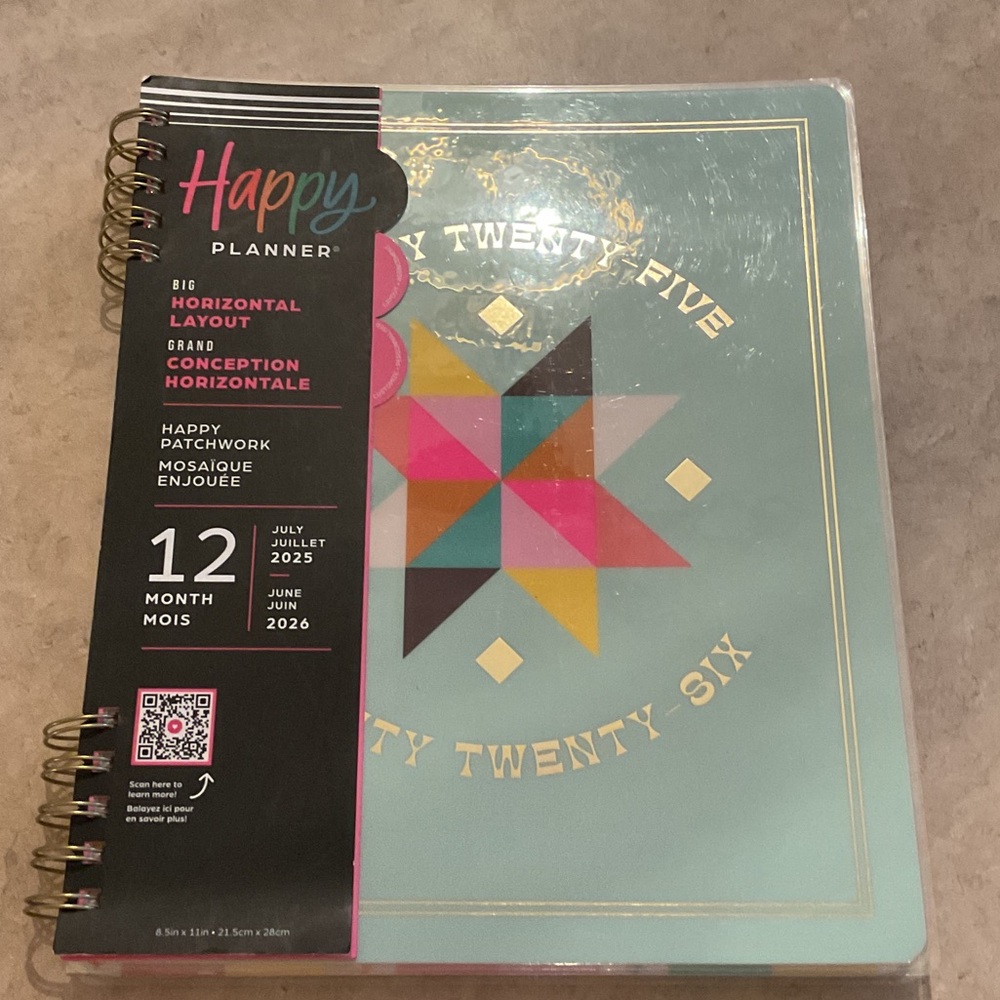 Happy
PLANNER®
BIG
HORIZONTAL
LAYOUT
GRAND
CONCEPTION
HORIZONTALE
HAPPY
PATCHWORK
MOSAÏQUE
ENJOUÉE
12
MONTH
MOIS
JULY
JUILLET
2025
JUNE
JUIN
2026
Scan here to
learn more!
Balayez ici pour
en savoir plus!
8.5in x 11in • 21.5cm x 28cm
Y TWENTY-FIVE
TY TWENTY-SIX